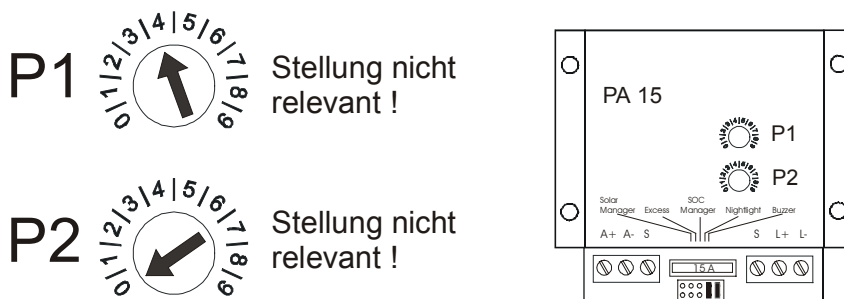 P1
0|1|2|3|4|5|6|7|8|9
Stellung nicht
relevant !
P2
0|1|2|3|4|5|6|7|8|9
Stellung nicht
relevant !
PA 15
P1
P2
Solar
Manager
Excess
SOC
Manager
Nightlight
Buzzer
A+ A- S
S L+ L-
15 A